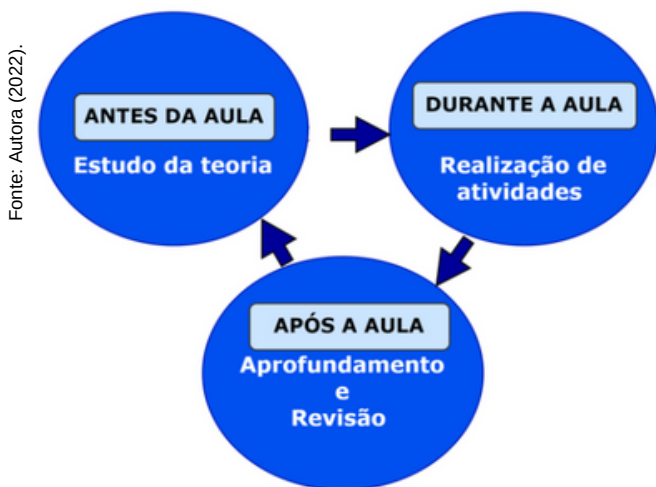 Fonte: Autora (2022).
ANTES DA AULA
Estudo da teoria
DURANTE A AULA
Realização de
atividades
APÓS A AULA
Aprofundamento
e
Revisão